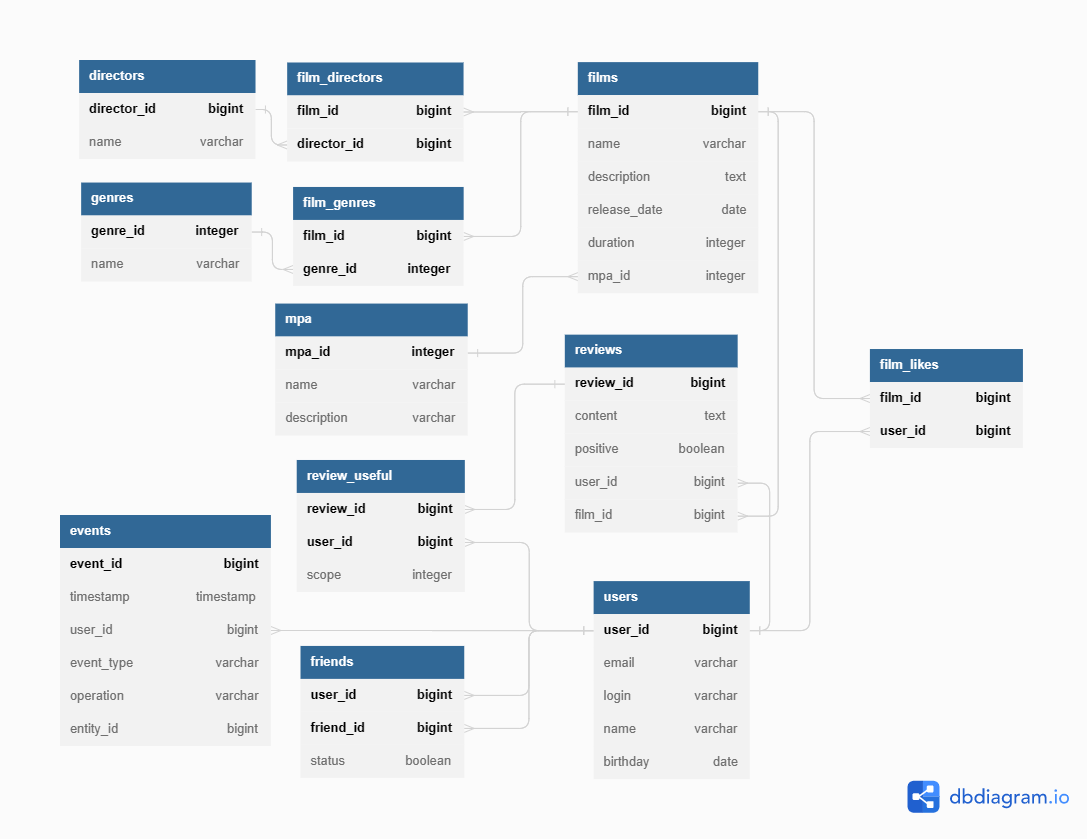 directors
director_id bigint
name varchar
film_directors
film_id bigint
director_id bigint
films
film_id bigint
name varchar
description text
release_date date
duration integer
mpa_id integer
genres
genre_id integer
name varchar
film_genres
film_id bigint
genre_id integer
mpa
mpa_id integer
name varchar
description varchar
reviews
review_id bigint
content text
positive boolean
user_id bigint
film_id bigint
film_likes
film_id bigint
user_id bigint
review_useful
review_id bigint
user_id bigint
scope integer
events
event_id bigint
timestamp timestamp
user_id bigint
event_type varchar
operation varchar
entity_id bigint
friends
user_id bigint
friend_id bigint
status boolean
users
user_id bigint
email varchar
login varchar
name varchar
birthday date
dbdiagram.io